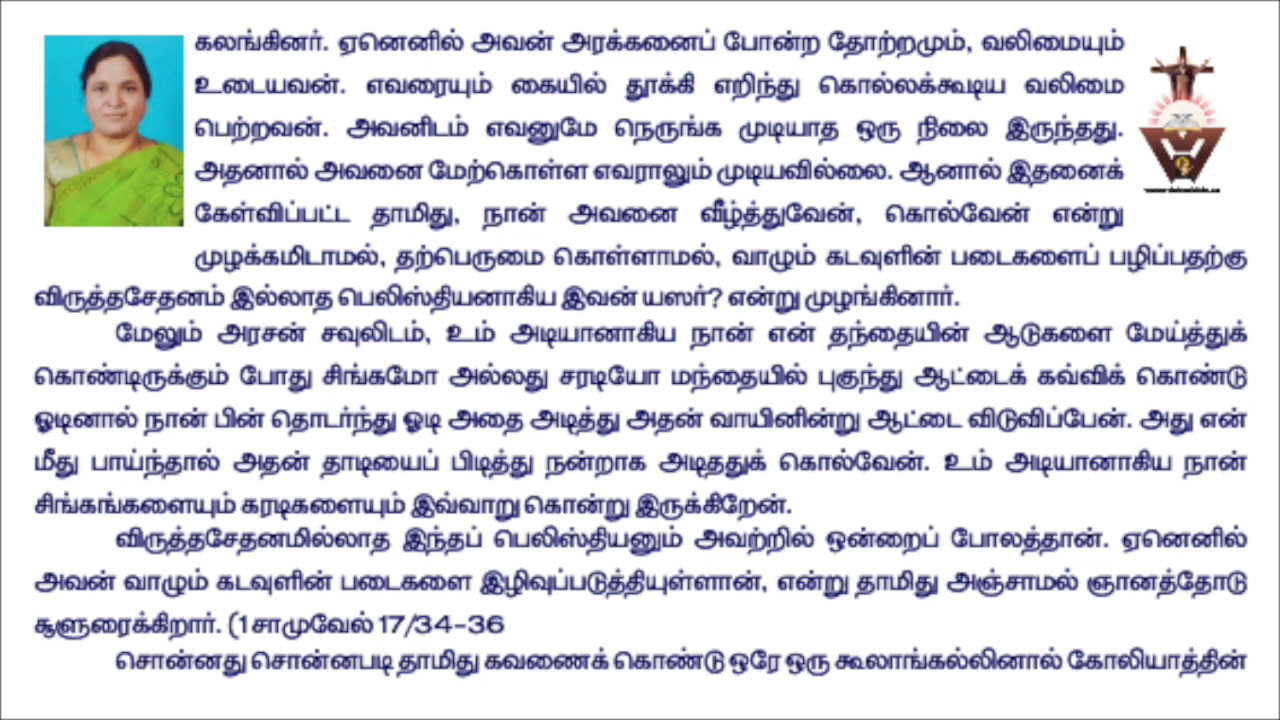 கலங்கினர். ஏனெனில் அவன் அரக்கனைப் போன்ற தோற்றமும், வலிமையும்
உடையவன். எவரையும் கையில் தூக்கி எறிந்து கொல்லக்கூடிய வலிமை
பெற்றவன். அவனிடம் எவனுமே நெருங்க முடியாத ஒரு நிலை இருந்தது.
அதனால் அவனை மேற்கொள்ள எவராலும் முடியவில்லை. ஆனால் இதனைக்
கேள்விப்பட்ட தாமிது, நான் அவனை வீழ்த்துவேன், கொல்வேன் என்று
முழக்கமிடாமல், தற்பெருமை கொள்ளாமல், வாழும் கடவுளின் படைகளைப் பழிப்பதற்கு
விருத்தசேதனம் இல்லாத பெலிஸ்தியனாகிய இவன் யஸர்? என்று முழங்கினார்.
மேலும் அரசன் சவுலிடம், உம் அடியானாகிய நான் என் தந்தையின் ஆடுகளை மேய்த்துக்
கொண்டிருக்கும் போது சிங்கமோ அல்லது சரடியோ மந்தையில் புகுந்து ஆட்டைக் கவ்விக் கொண்டு
ஓடினால் நான் பின் தொடர்ந்து ஓடி அதை அடித்து அதன் வாயினின்று ஆட்டை விடுவிப்பேன். அது என்
மீது பாய்ந்தால் அதன் தாடியைப் பிடித்து நன்றாக அடிததுக் கொல்வேன். உம் அடியானாகிய நான்
சிங்கங்களையும் கரடிகளையும் இவ்வாறு கொன்று இருக்கிறேன்.
விருத்தசேதனமில்லாத இந்தப் பெலிஸ்தியனும் அவற்றில் ஒன்றைப் போலத்தான். ஏனெனில்
அவன் வாழும் கடவுளின் படைகளை இழிவுப்படுத்தியுள்ளான், என்று தாமிது அஞ்சாமல் ஞானத்தோடு
சூளுரைக்கிறார். (1சாமுவேல் 17/34-36
சொன்னது சொன்னபடி தாமிது கவணைக் கொண்டு ஒரே ஒரு கூலாங்கல்லினால் கோலியாத்தின்